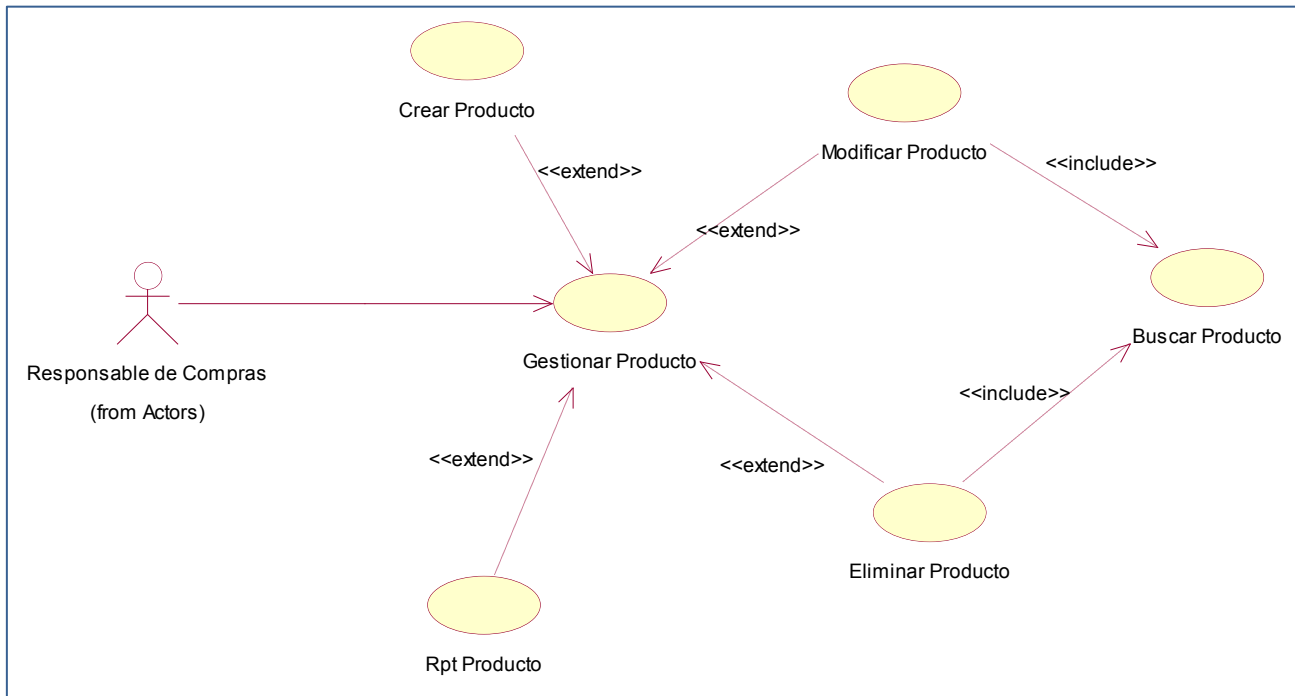 Crear Producto
Modificar Producto
<<extend>>
<<include>>
<<extend>>
Buscar Producto
Gestionar Producto
Responsable de Compras
(from Actors)
<<include>>
<<extend>>
<<extend>>
Eliminar Producto
Rpt Producto